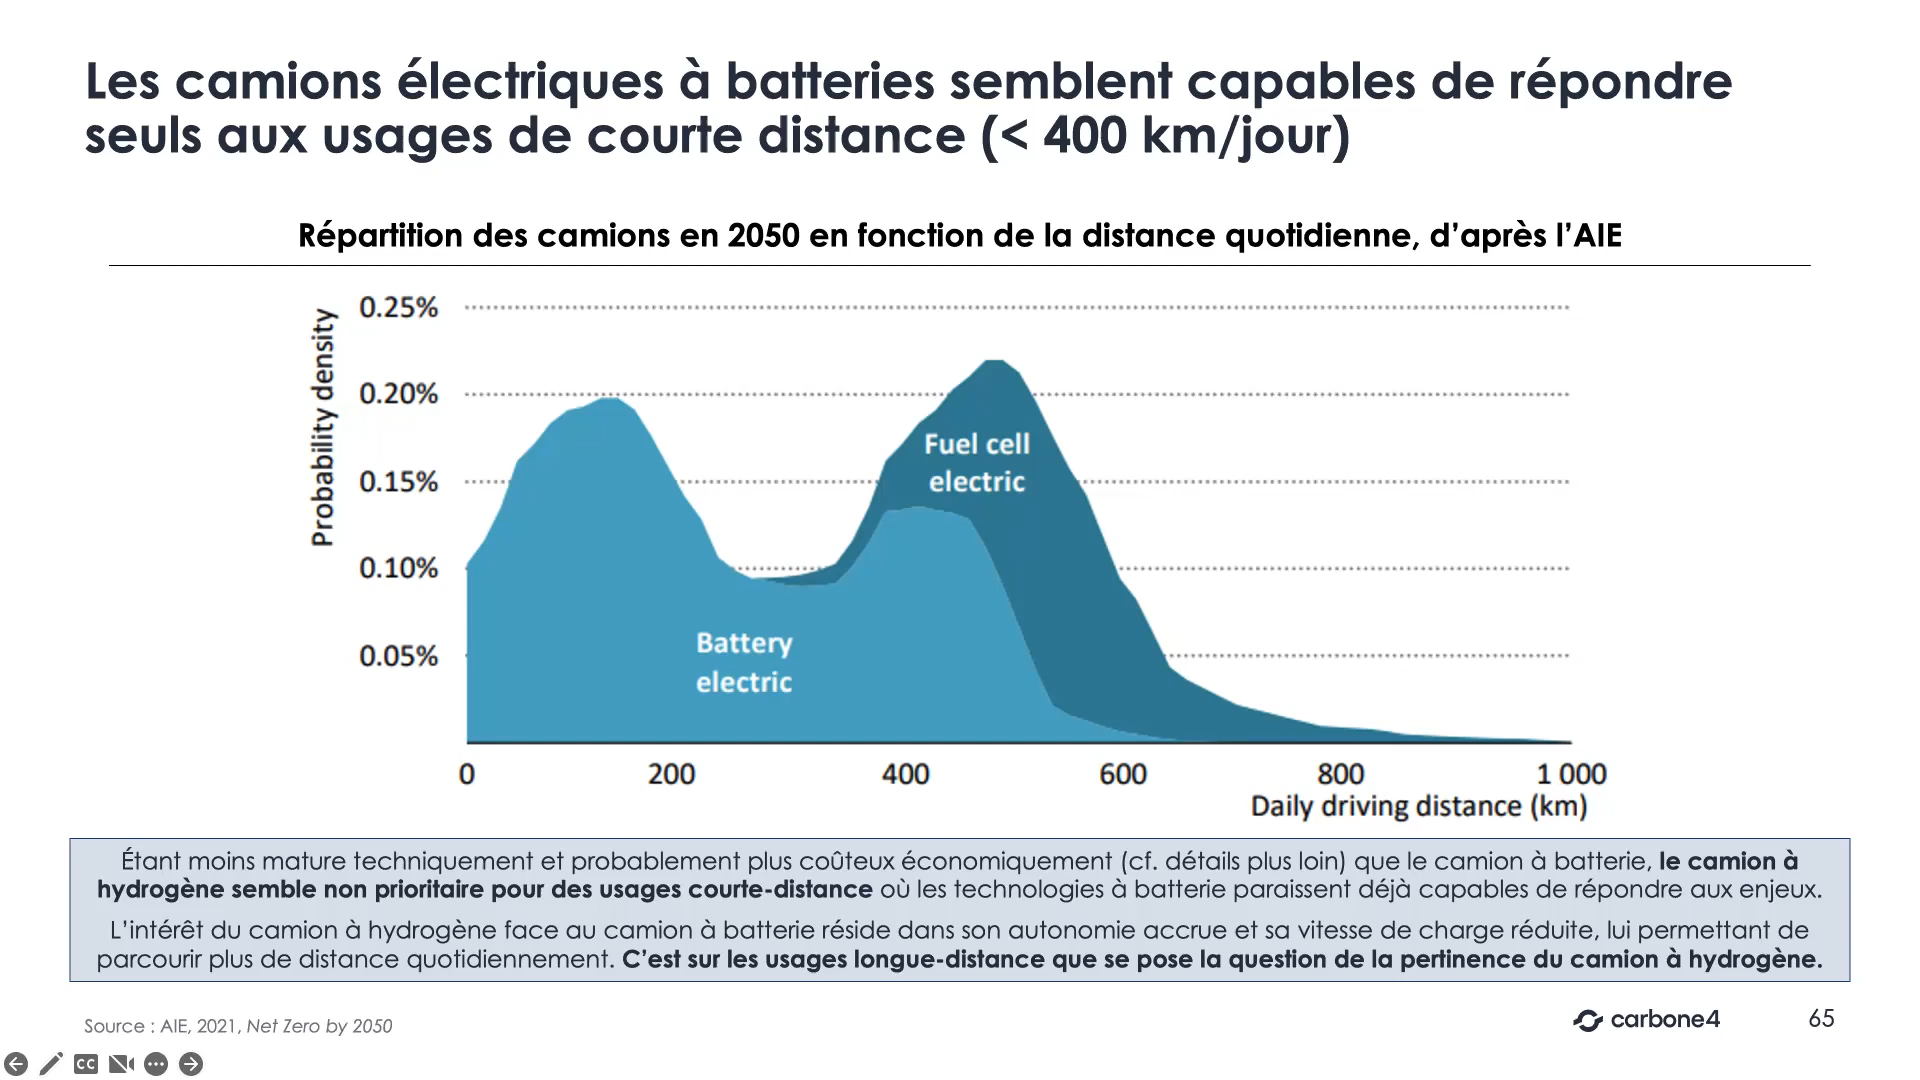 Les camions électriques à batteries semblent capables de répondre
seuls aux usages de courte distance (< 400 km/jour)
Répartition des camions en 2050 en fonction de la distance quotidienne, d’après l’AIE
Probability density
0.25%
0.20%
0.15%
0.10%
0.05%
Fuel cell
electric
Battery
electric
0 200 400 600 800 1 000
Daily driving distance (km)
Étant moins mature techniquement et probablement plus coûteux économiquement (cf. détails plus loin) que le camion à batterie, le camion à
hydrogène semble non prioritaire pour des usages courte-distance où les technologies à batterie paraissent déjà capables de répondre aux enjeux.
L’intérêt du camion à hydrogène face au camion à batterie réside dans son autonomie accrue et sa vitesse de charge réduite, lui permettant de
parcourir plus de distance quotidiennement. C’est sur les usages longue-distance que se pose la question de la pertinence du camion à hydrogène.
Source : AIE, 2021, Net Zero by 2050
carbone4
65
CC